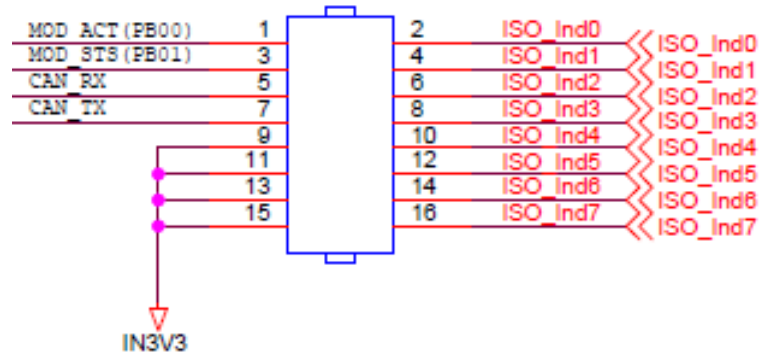 MOD_ACT(PB00) 1 2 ISO_Ind0 ISO_Ind0
MOD_STS(PB01) 3 4 ISO_Ind1 ISO_Ind1
CAN_RX 5 6 ISO_Ind2 ISO_Ind2
CAN_TX 7 8 ISO_Ind3 ISO_Ind3
9 10 ISO_Ind4 ISO_Ind4
11 12 ISO_Ind5 ISO_Ind5
13 14 ISO_Ind6 ISO_Ind6
15 16 ISO_Ind7 ISO_Ind7
IN3V3